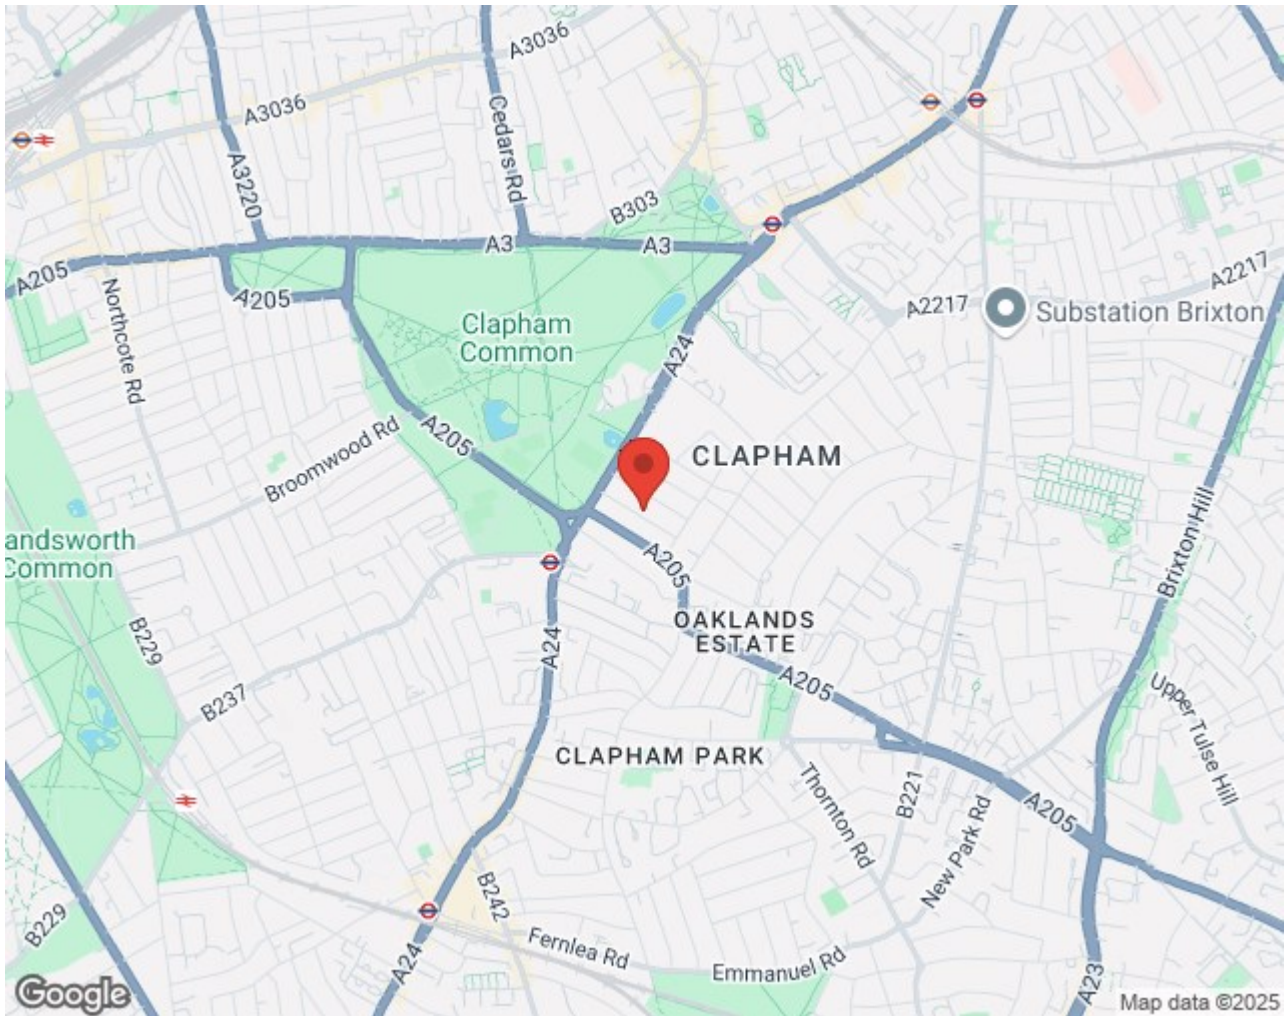 A3036
A3036
Cedars Rd
A3220
B303
A3
A3
A205
A205
A2217
A2217
Northcote Rd
Clapham
Common
Substation Brixton
A24
Broomwood Rd
A205
CLAPHAM
andsworth
Common
Brixton Hill
A205
B229
OAKLANDS
ESTATE
A24
A205
B237
Upper Tulse Hill
CLAPHAM PARK
Thornton Rd
B221
New Park Rd
A205
B242
B229
Fernlea Rd
Emmanuel Rd
A24
A23
Google
Map data ©2025